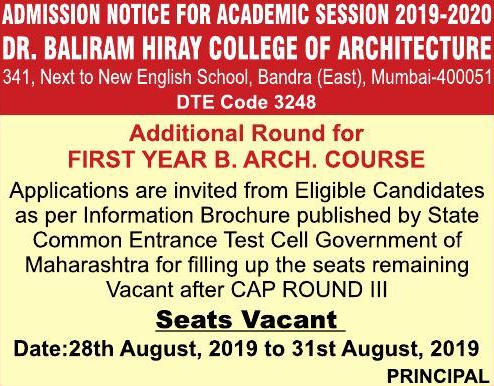 ADMISSION NOTICE FOR ACADEMIC SESSION 2019-2020
DR. BALIRAM HIRAY COLLEGE OF ARCHITECTURE
341, Next to New English School, Bandra (East), Mumbai-400051
DTE Code 3248
Additional Round for
FIRST YEAR B. ARCH. COURSE
Applications are invited from Eligible Candidates
as per Information Brochure published by State
Common Entrance Test Cell Government of
Maharashtra for filling up the seats remaining
Vacant after CAP ROUND III
Seats Vacant
Date:28th August, 2019 to 31st August, 2019
PRINCIPAL